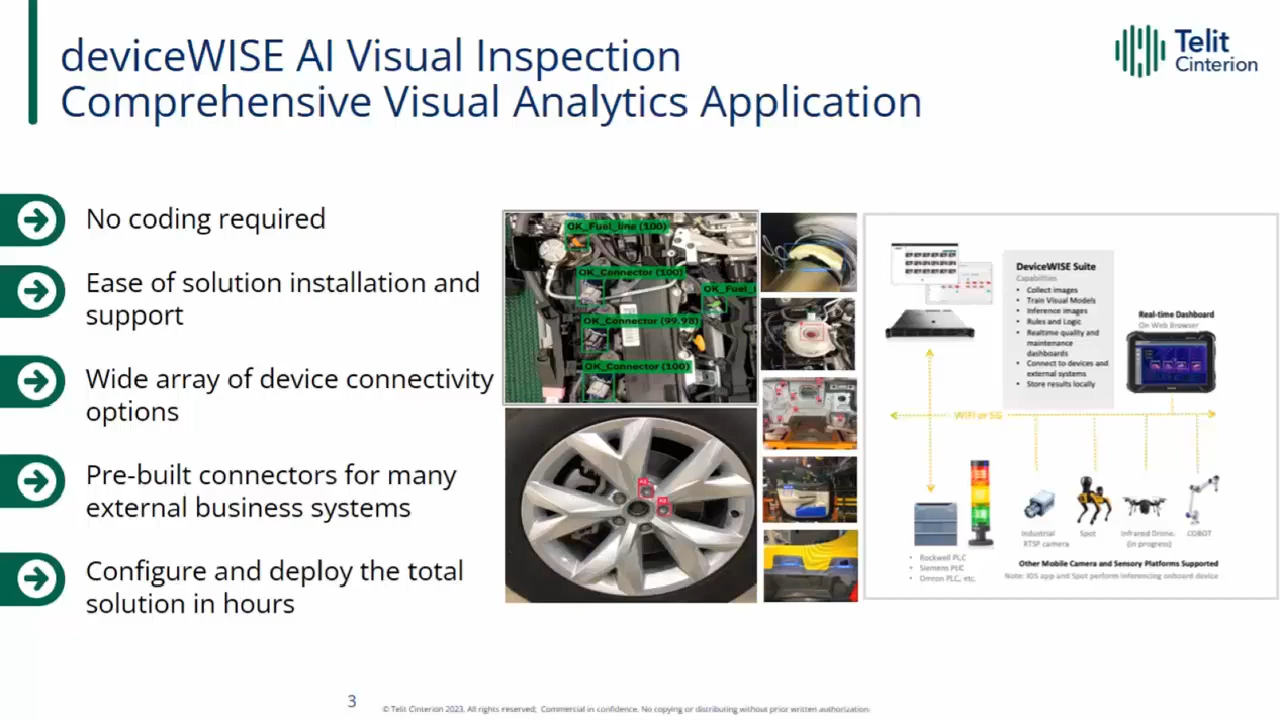 deviceWISE AI Visual Inspection
Comprehensive Visual Analytics Application
Telit
Cinterion
No coding required
Ease of solution installation and
support
Wide array of device connectivity
options
Pre-built connectors for many
external business systems
Configure and deploy the total
solution in hours
OK_Fuel_line (100)
OK_Connector (100)
OK_Fuel_l
OK_Connector (99.98)
OK_Connector (100)
DeviceWISE Suite
Capabilities
• Collect images
• Train Visual Models
• Inference images
• Rules and Logic
• Realtime quality and
maintenance
dashboards
• Connect to devices and
external systems
• Store results locally
Real-time Dashboard
On Web Browser
WIFI or 5G
• Rockwell PLC
• Siemens PLC
• Omron PLC, etc.
Industrial
RTSP camera
Spot
Infrared Drone.
(in progress)
COBOT
Other Mobile Camera and Sensory Platforms Supported
Note: IOS app and Spot perform inferencing onboard device
3
© Telit Cinterion 2023. All rights reserved; Commercial in confidence. No copying or distributing without prior written authorization.